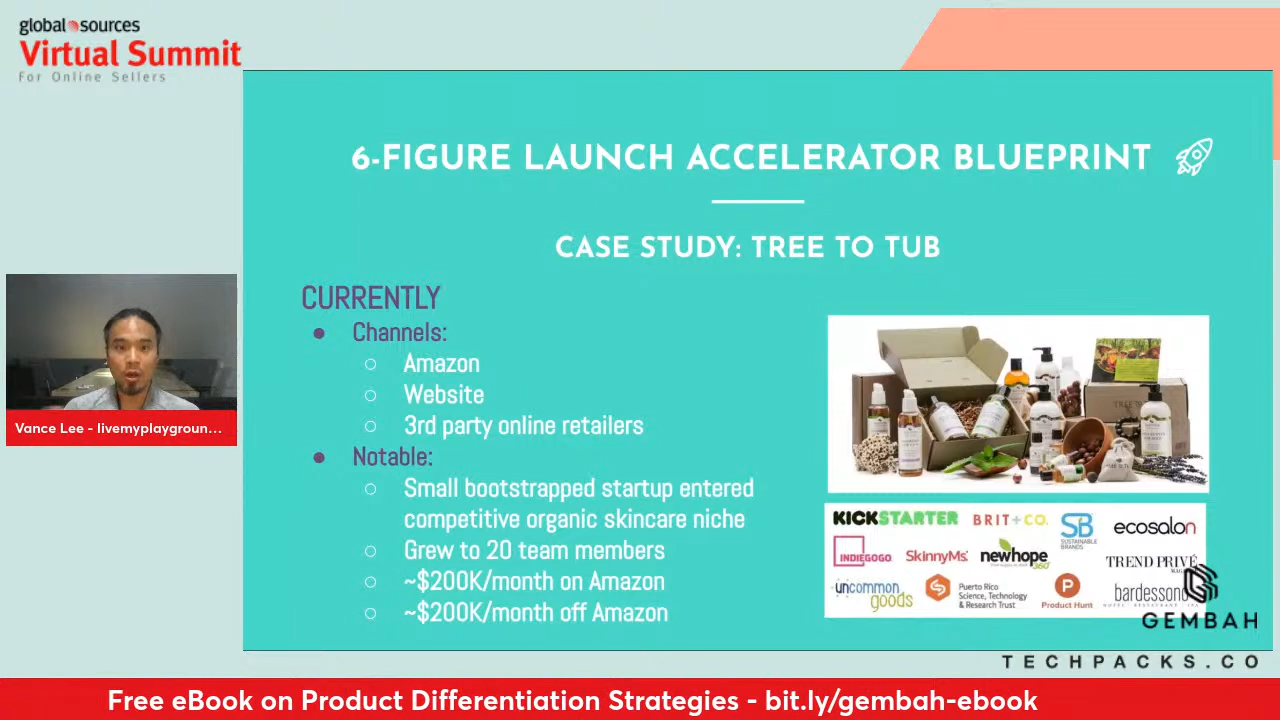 global sources
Virtual Summit
For Online Sellers
6-FIGURE LAUNCH ACCELERATOR BLUEPRINT
CASE STUDY: TREE TO TUB
CURRENTLY
Channels:
Amazon
Website
3rd party online retailers
Notable:
Small bootstrapped startup entered
competitive organic skincare niche
Grew to 20 team members
~$200K/month on Amazon
~$200K/month off Amazon
Vance Lee - livemyplaygroun...
KICKSTARTER
BRIT+CO.
SB
SUSTAINABLE
BRANDS
ecosalon
INDIEGOGO
SkinnyMs.
newhope
360
TREND PRIVÉ
uncommon
goods
Puerto Rico
Science, Technology
& Research Trust
P
Product Hunt
bardessono
GEMBAH
TECHPACKS.CO
Free eBook on Product Differentiation Strategies - bit.ly/gembah-ebook